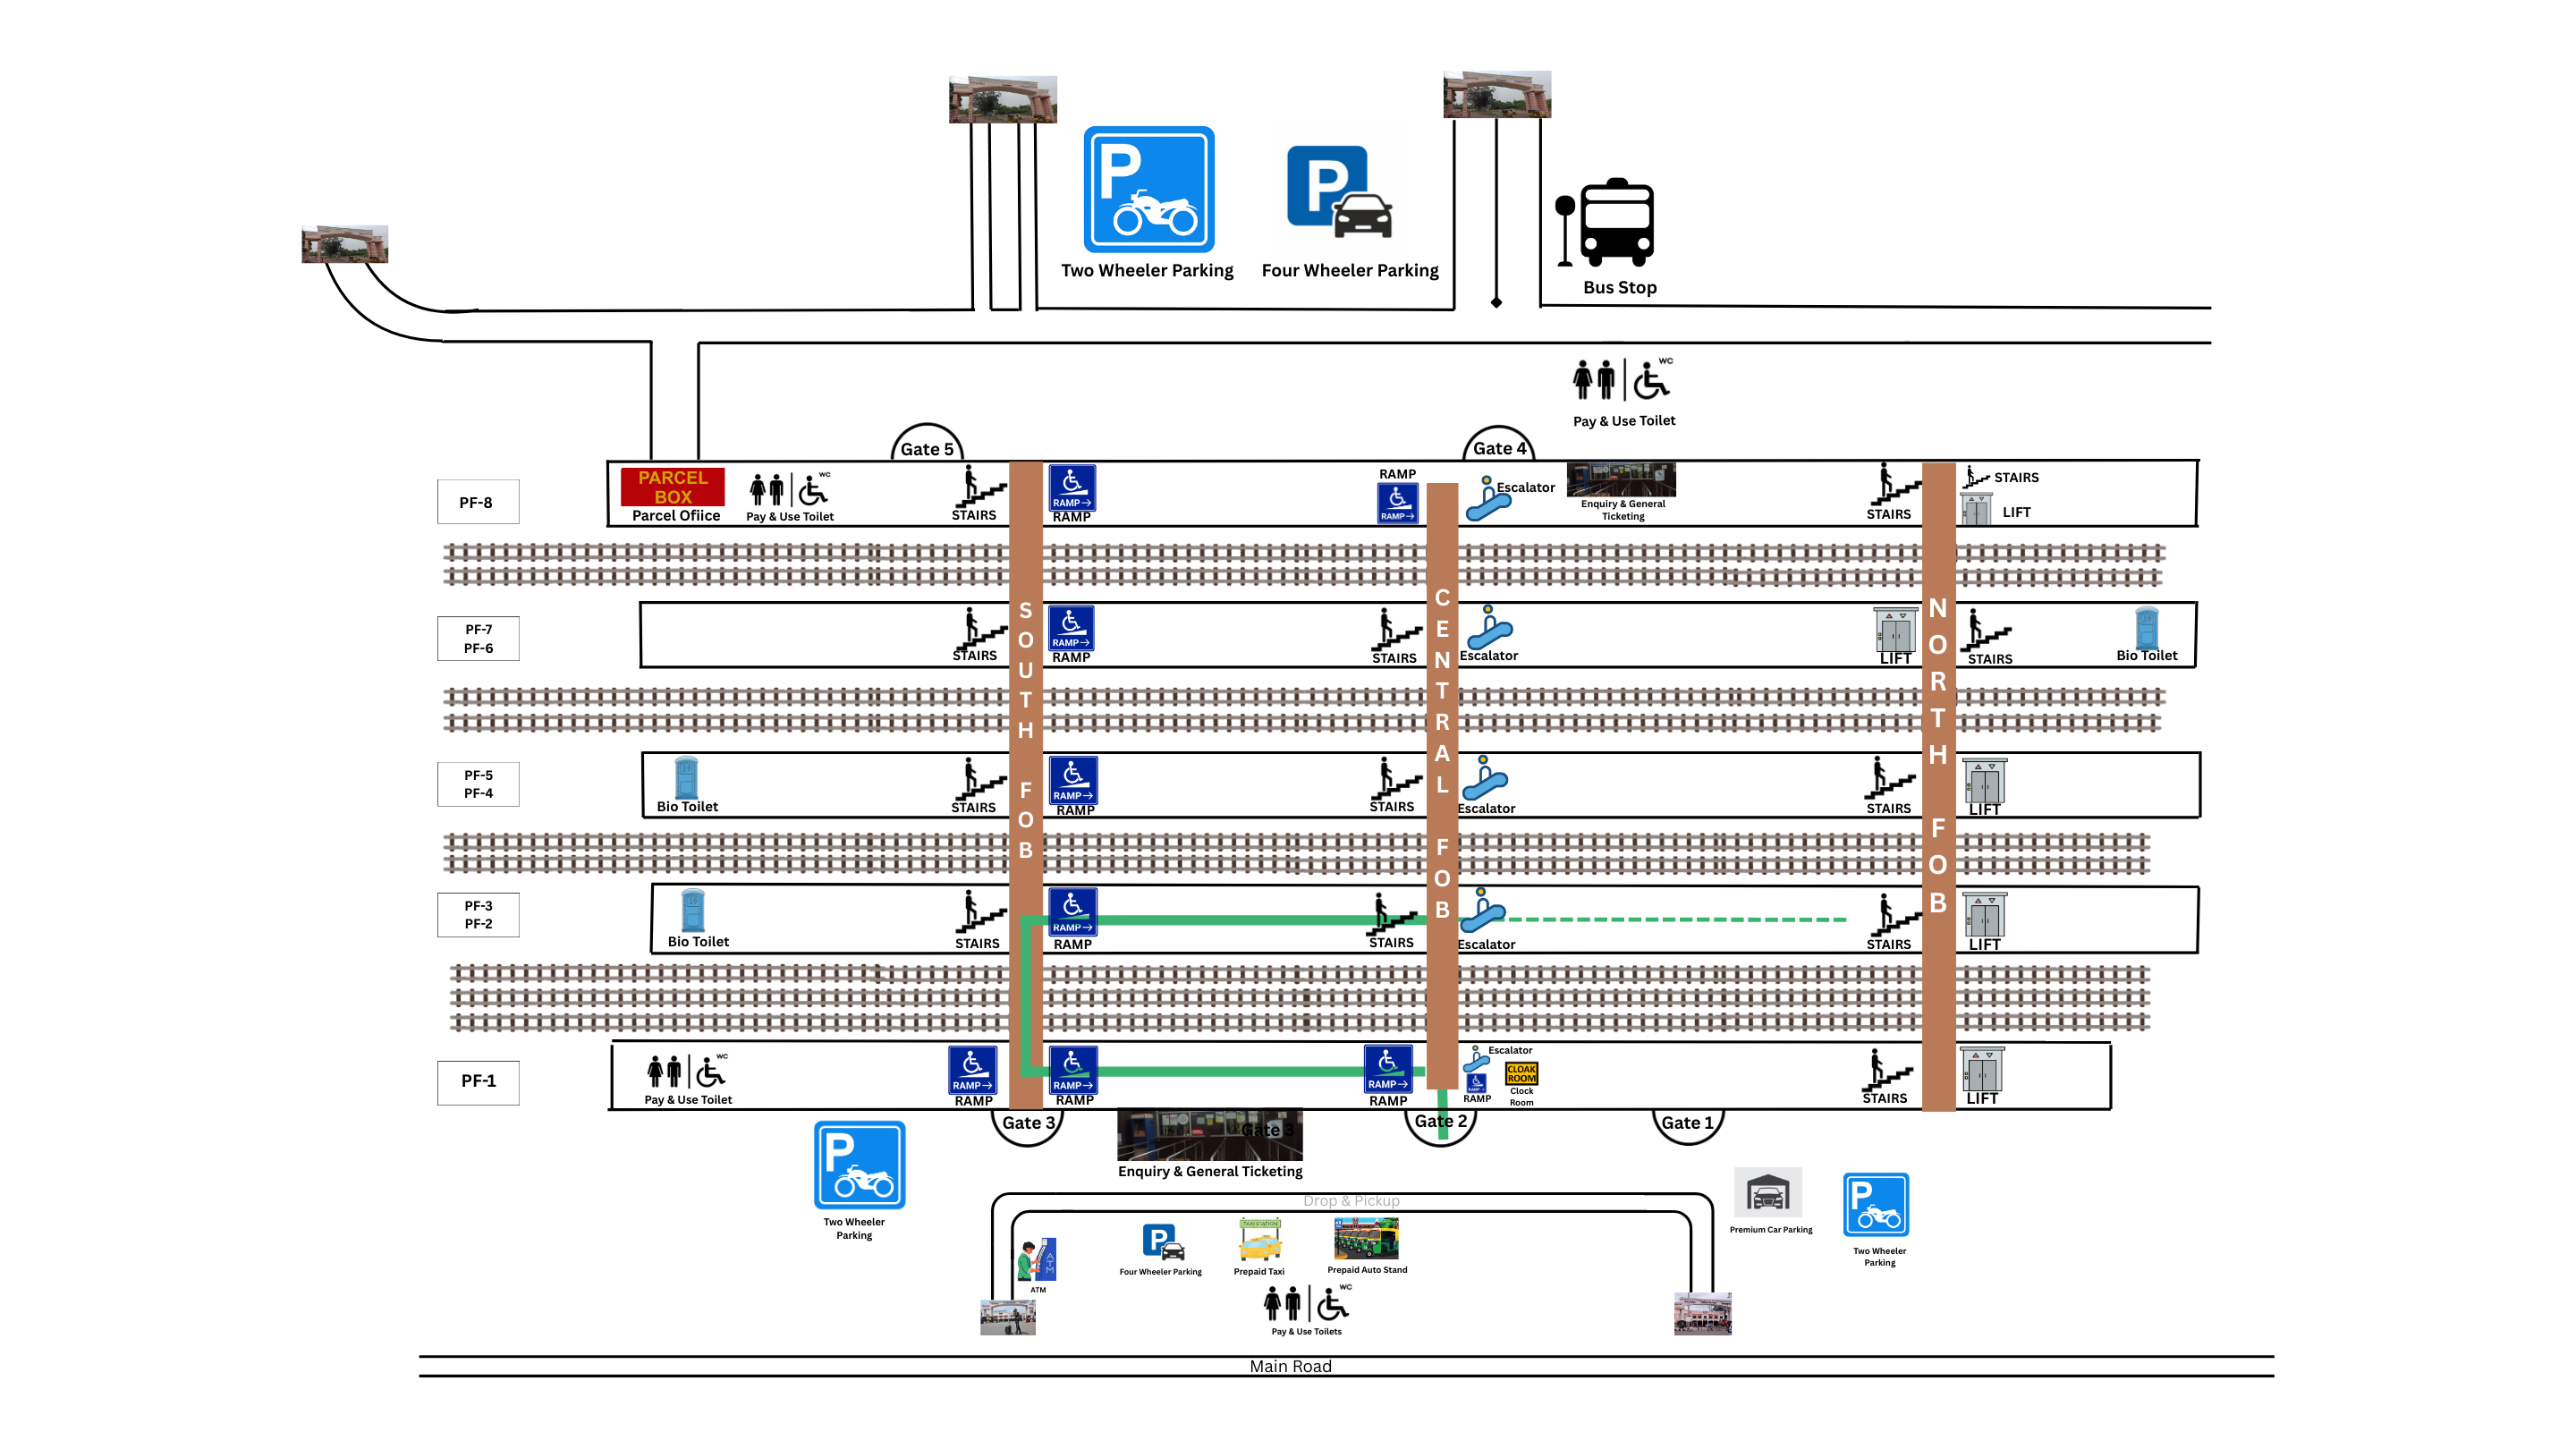 P
Two Wheeler Parking
P
Four Wheeler Parking
Bus Stop
WC
Pay & Use Toilet
Gate 5
Gate 4
PF-8
PARCEL
BOX
Parcel Ofiice
WC
Pay & Use Toilet
STAIRS
RAMP→
RAMP
RAMP
RAMP→
Escalator
Enquiry & General
Ticketing
STAIRS
STAIRS
LIFT
PF-7
PF-6
STAIRS
RAMP→
RAMP
STAIRS
Escalator
LIFT
STAIRS
Bio Toilet
SOUTH FOB
CENTRAL FOB
NORTH FOB
PF-5
PF-4
Bio Toilet
STAIRS
RAMP→
RAMP
STAIRS
Escalator
STAIRS
LIFT
PF-3
PF-2
Bio Toilet
STAIRS
RAMP→
RAMP
STAIRS
Escalator
STAIRS
LIFT
PF-1
WC
Pay & Use Toilet
RAMP→
RAMP
RAMP→
RAMP
RAMP→
RAMP
Escalator
RAMP
CLOAK
ROOM
Clock
Room
STAIRS
LIFT
Gate 3
Gate 3
Gate 2
Gate 1
Enquiry & General Ticketing
P
Two Wheeler
Parking
Drop & Pickup
ATM
ATM
P
Four Wheeler Parking
TAXI STATION
Prepaid Taxi
Prepaid Auto Stand
WC
Pay & Use Toilets
Premium Car Parking
P
Two Wheeler
Parking
Main Road